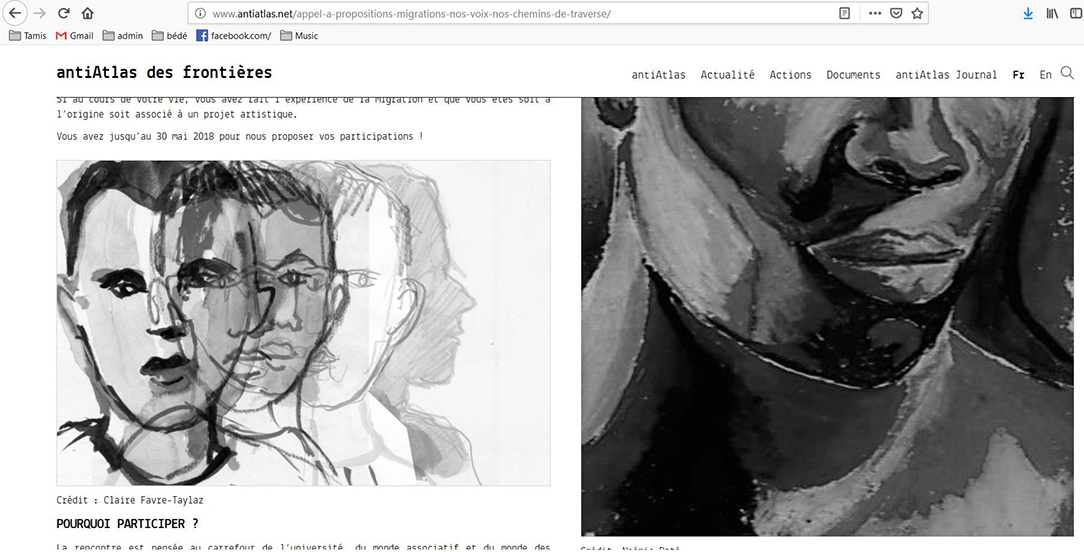 www.antiatlas.net/appel-a-propositions-migrations-nos-voix-nos-chemins-de-traverse/
Tamis Gmail admin bédé facebook.com/ Music
antiAtlas des frontières
antiAtlas Actualité Actions Documents antiAtlas Journal Fr En
Si au cours de votre vie, vous avez fait l'expérience de la Migration et que vous êtes soit à
l'origine soit associé à un projet artistique.
Vous avez jusqu'au 30 mai 2018 pour nous proposer vos participations !
Crédit : Claire Favre-Taylaz
POURQUOI PARTICIPER ?
La rencontre est pensée au carrefour de l'université, du monde associatif et du monde des
Crédit